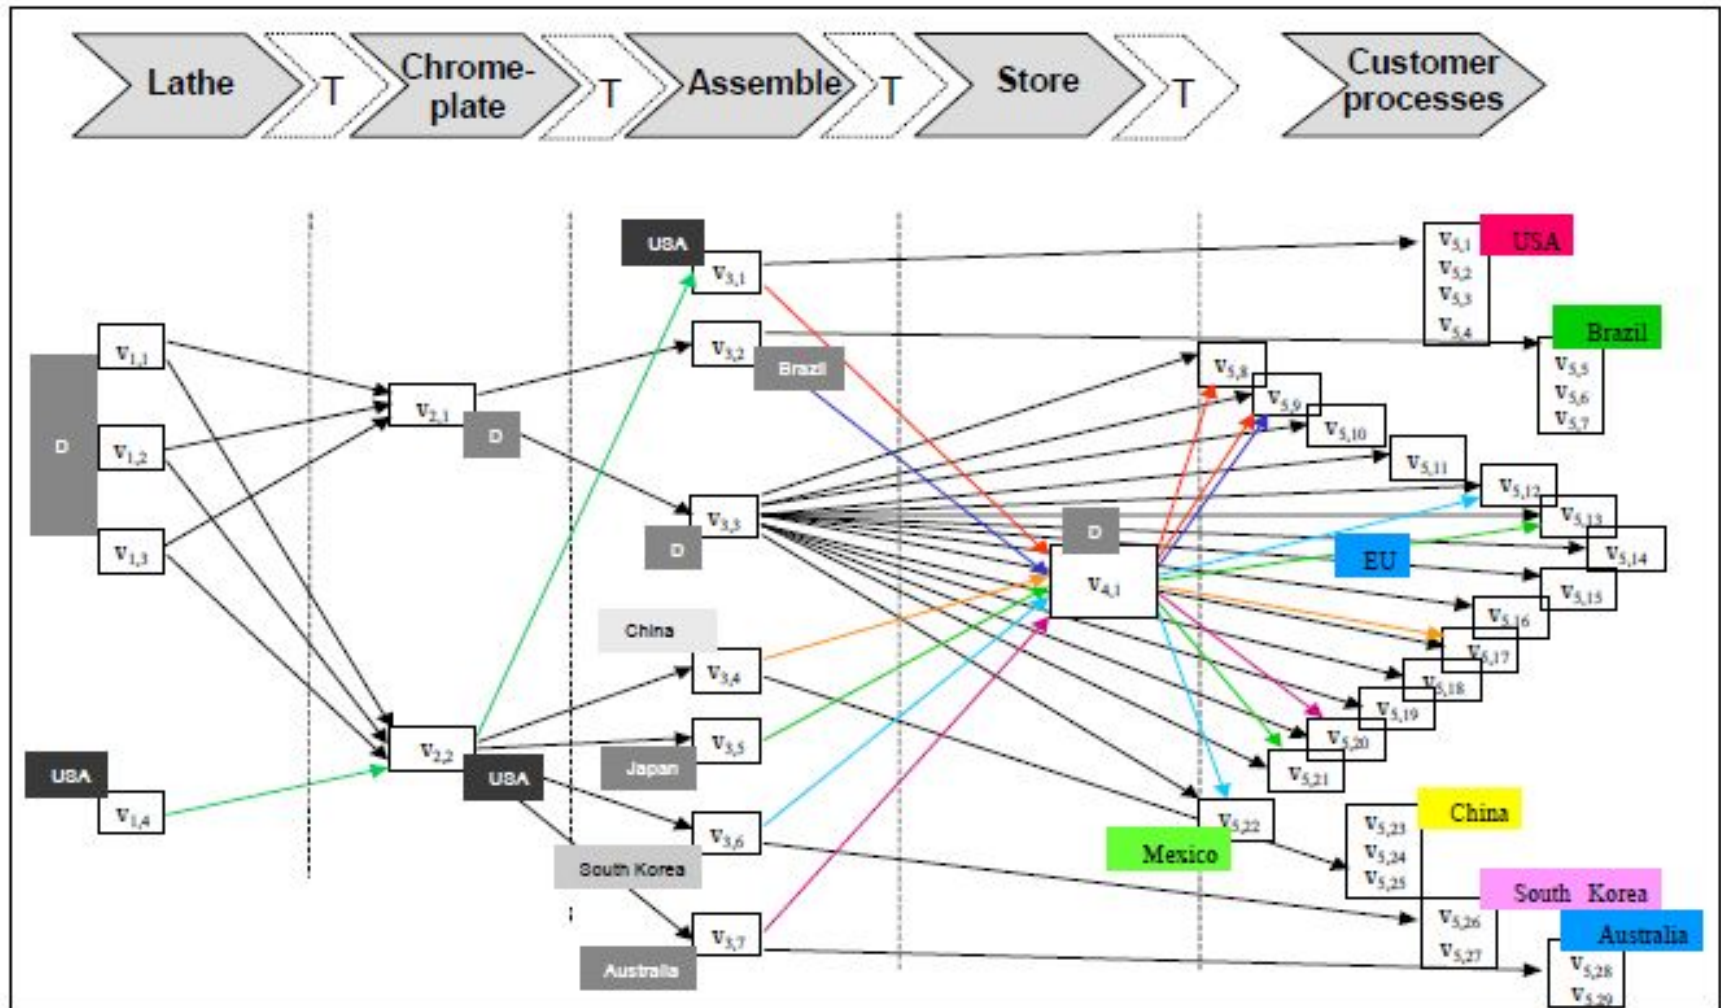 Lathe
T
Chrome-
plate
T
Assemble
T
Store
T
Customer
processes
USA
V3,1
V5,1
V5,2
V5,3
V5,4
USA
V1,1
V3,2
Brazil
V5,8
V5,9
V5,10
Brazil
V5,5
V5,6
V5,7
V2,1
D
D
V1,2
V5,11
V5,12
V5,13
V5,14
V5,15
V3,3
D
D
EU
V1,3
V4,1
China
V3,4
V5,16
V5,17
V5,18
V5,19
V5,20
V5,21
V2,2
USA
V3,5
Japan
USA
V1,4
V3,6
South Korea
V5,22
Mexico
V5,23
V5,24
V5,25
China
V5,26
V5,27
South Korea
V3,7
Australia
Australia
V5,28
V5,29